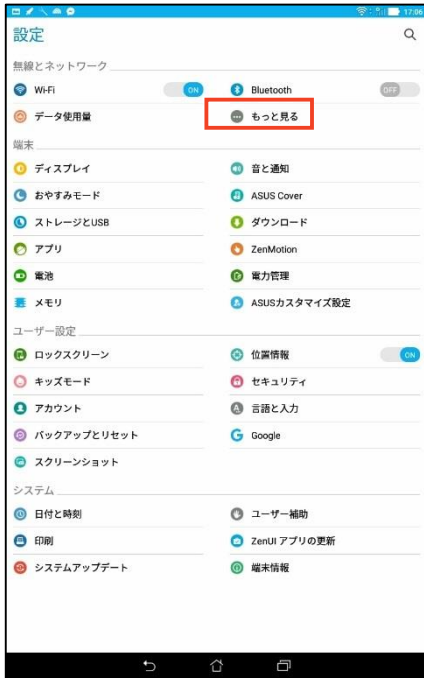 17:06
設定
無線とネットワーク
Wi-Fi ON Bluetooth OFF
データ使用量 もっと見る
端末
ディスプレイ 音と通知
おやすみモード ASUS Cover
ストレージとUSB ダウンロード
アプリ ZenMotion
電池 電力管理
メモリ ASUSカスタマイズ設定
ユーザー設定
ロックスクリーン 位置情報 ON
キッズモード セキュリティ
アカウント 言語と入力
バックアップとリセット Google
スクリーンショット
システム
日付と時刻 ユーザー補助
印刷 ZenUI アプリの更新
システムアップデート 端末情報